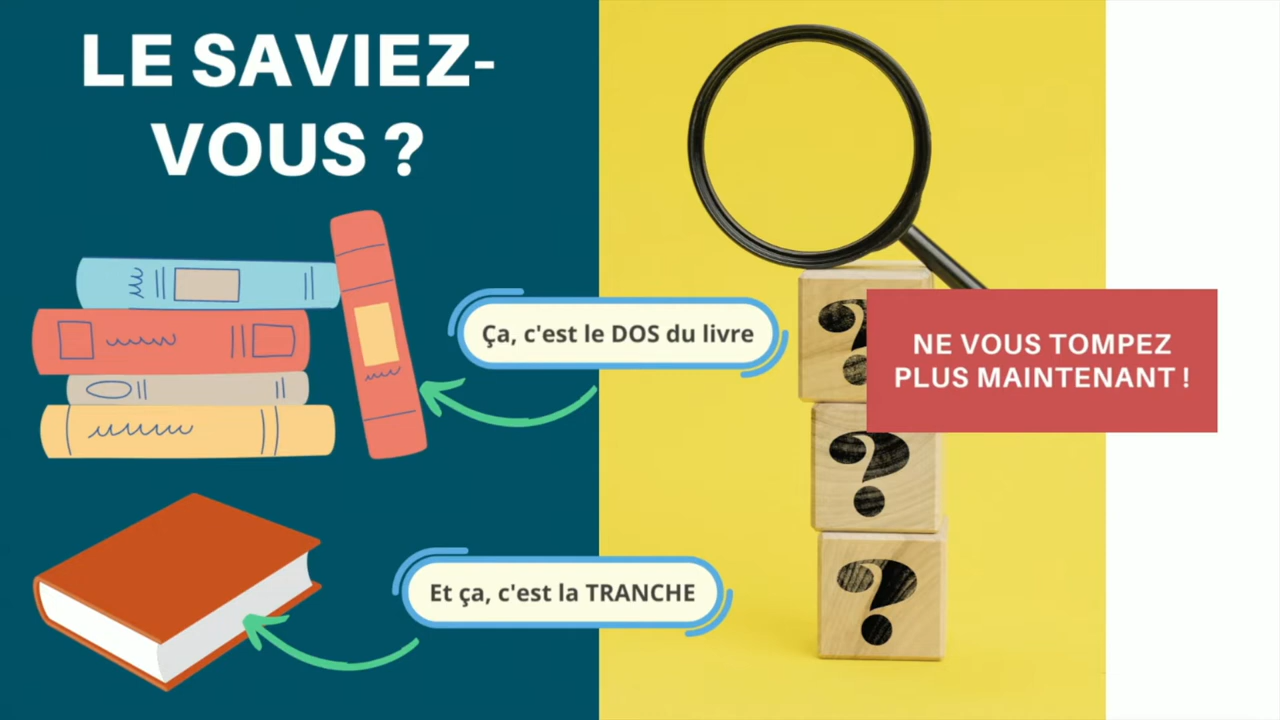 LE SAVIEZ-
VOUS ?
Ça, c'est le DOS du livre
NE VOUS TOMPEZ
PLUS MAINTENANT !
?
?
?
Et ça, c'est la TRANCHE